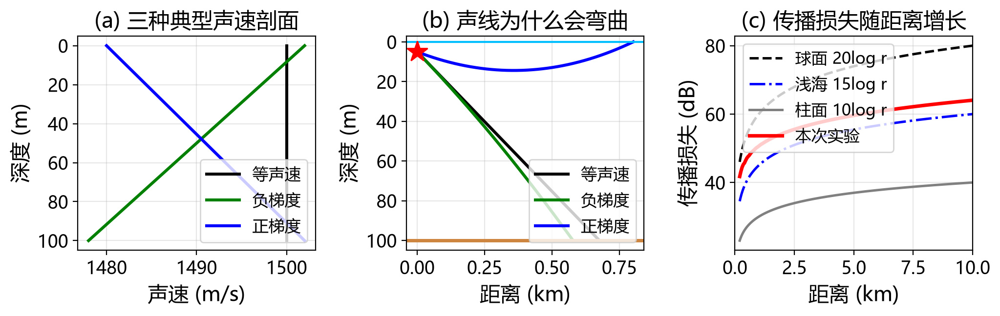 (a) 三种典型声速剖面
0
20
40
60
80
100
深度 (m)
1480
1490
1500
声速 (m/s)
等声速
负梯度
正梯度
(b) 声线为什么会弯曲
0
20
40
60
80
100
深度 (m)
0.00
0.25
0.50
0.75
距离 (km)
等声速
负梯度
正梯度
(c) 传播损失随距离增长
80
60
40
传播损失 (dB)
0.0
2.5
5.0
7.5
10.0
距离 (km)
球面 20log r
浅海 15log r
柱面 10log r
本次实验